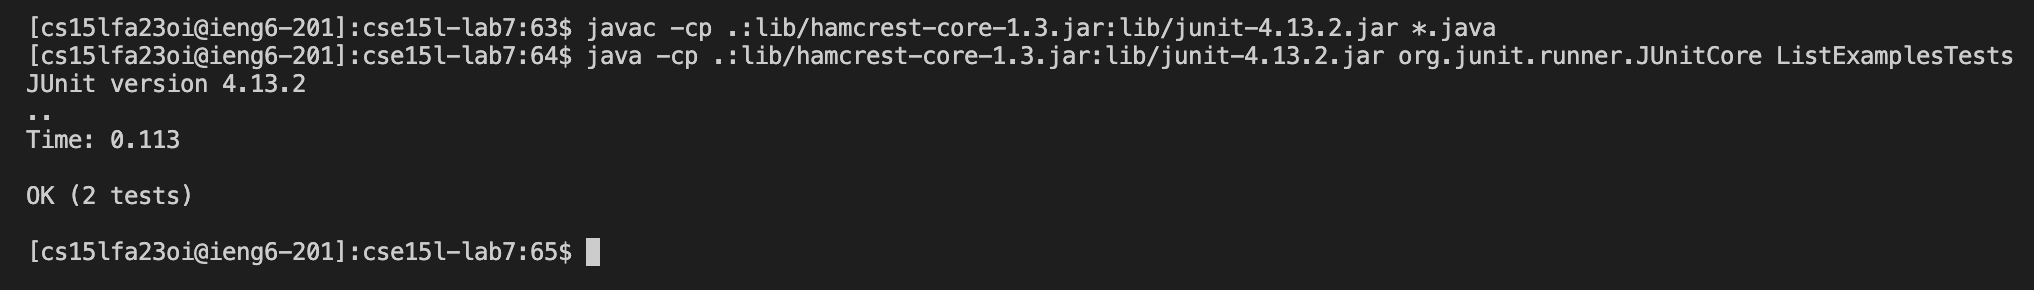 [cs15lfa23oi@ieng6-201]:cse15l-lab7:63$ javac -cp .:lib/hamcrest-core-1.3.jar:lib/junit-4.13.2.jar *.java
[cs15lfa23oi@ieng6-201]:cse15l-lab7:64$ java -cp .:lib/hamcrest-core-1.3.jar:lib/junit-4.13.2.jar org.junit.runner.JUnitCore ListExamplesTests
JUnit version 4.13.2
..
Time: 0.113
OK (2 tests)
[cs15lfa23oi@ieng6-201]:cse15l-lab7:65$